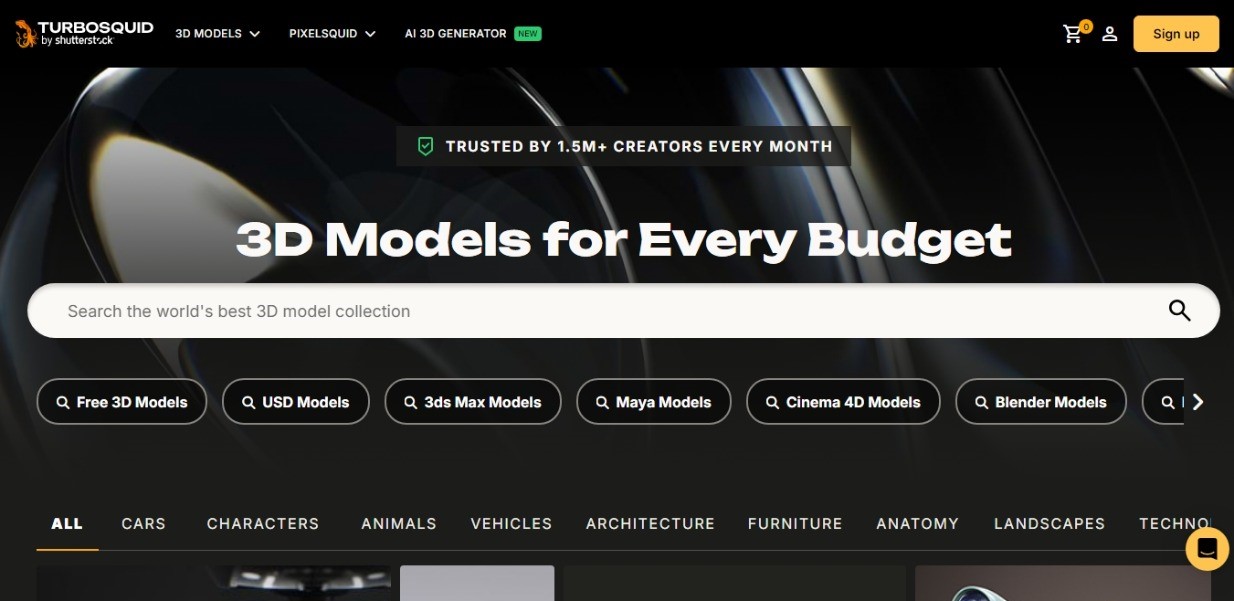 TURBOSQUID
by shutterstock
3D MODELS
PIXELSQUID
AI 3D GENERATOR NEW
0
Sign up
TRUSTED BY 1.5M+ CREATORS EVERY MONTH
3D Models for Every Budget
Search the world's best 3D model collection
Free 3D Models
USD Models
3ds Max Models
Maya Models
Cinema 4D Models
Blender Models
ALL
CARS
CHARACTERS
ANIMALS
VEHICLES
ARCHITECTURE
FURNITURE
ANATOMY
LANDSCAPES
TECHNO